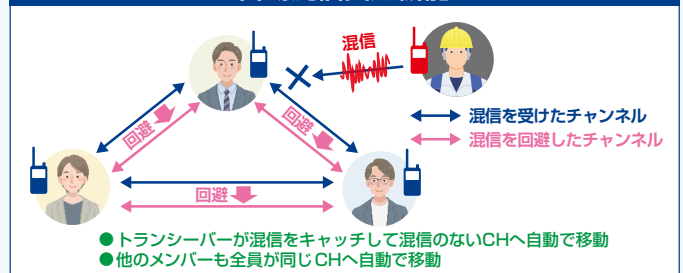 混信
混信を受けたチャンネル
混信を回避したチャンネル
回避
回避
回避
●トランシーバーが混信をキャッチして混信のないCHへ自動で移動
●他のメンバーも全員が同じCHへ自動で移動